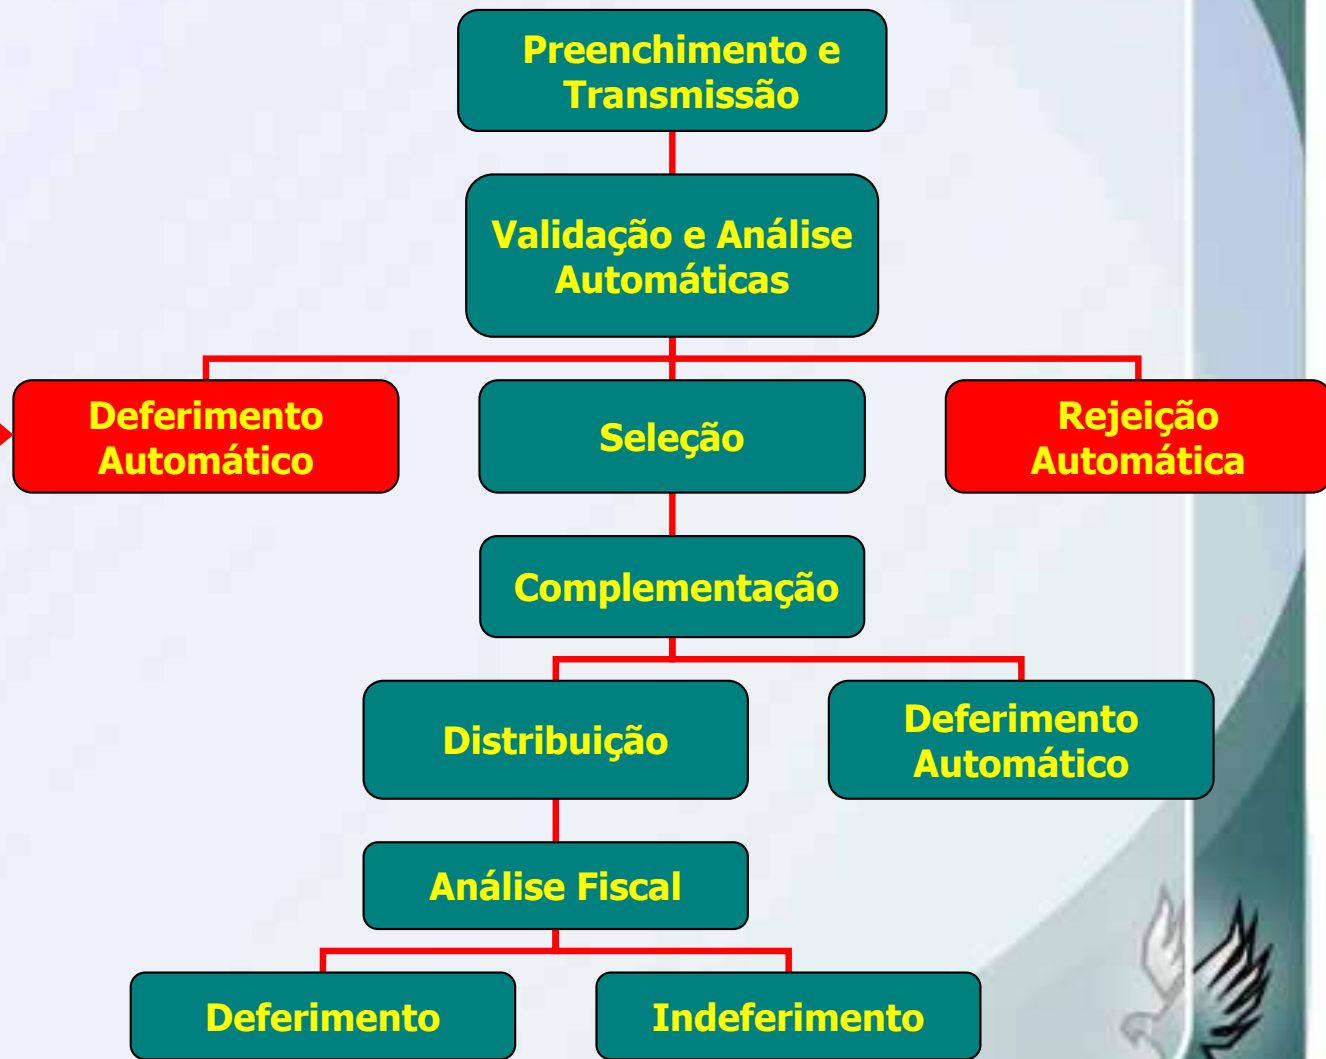 Preenchimento e
Transmissão
Validação e Análise
Automáticas
Deferimento
Automático
Seleção
Rejeição
Automática
Complementação
Distribuição
Deferimento
Automático
Análise Fiscal
Deferimento
Indeferimento